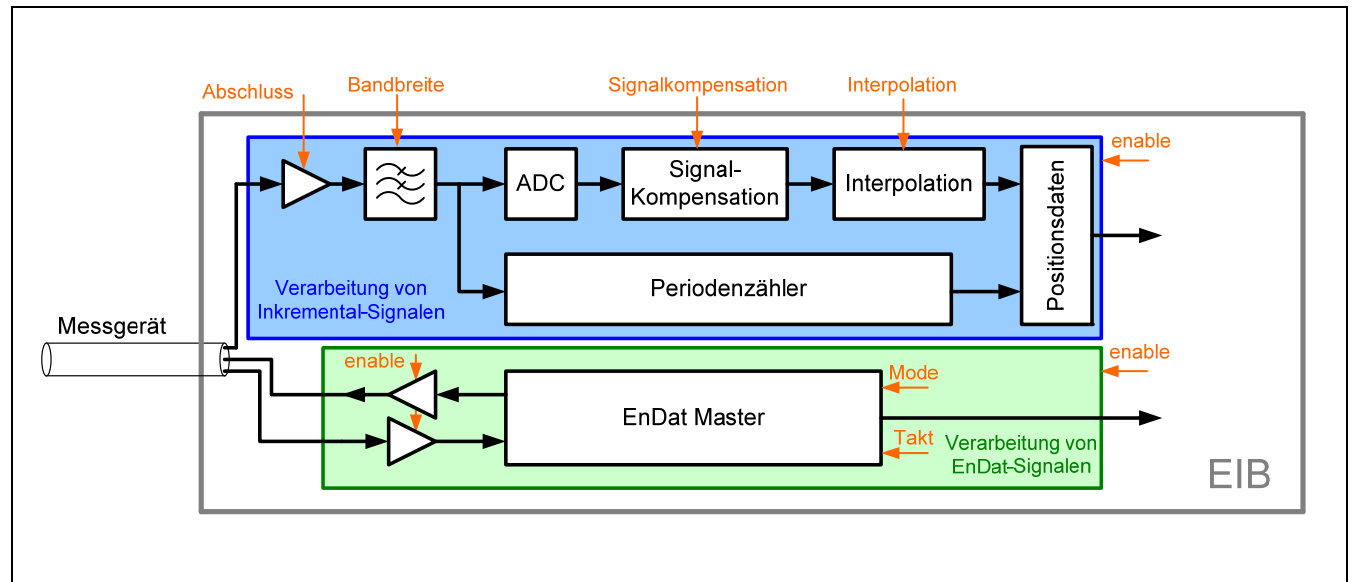 Abschluss
Bandbreite
Signalkompensation
Interpolation
enable
ADC
Signal-
Kompensation
Interpolation
Positionsdaten
Periodenzähler
Verarbeitung von
Inkremental-Signalen
Messgerät
enable
enable
Mode
EnDat Master
Takt
Verarbeitung von
EnDat-Signalen
EIB